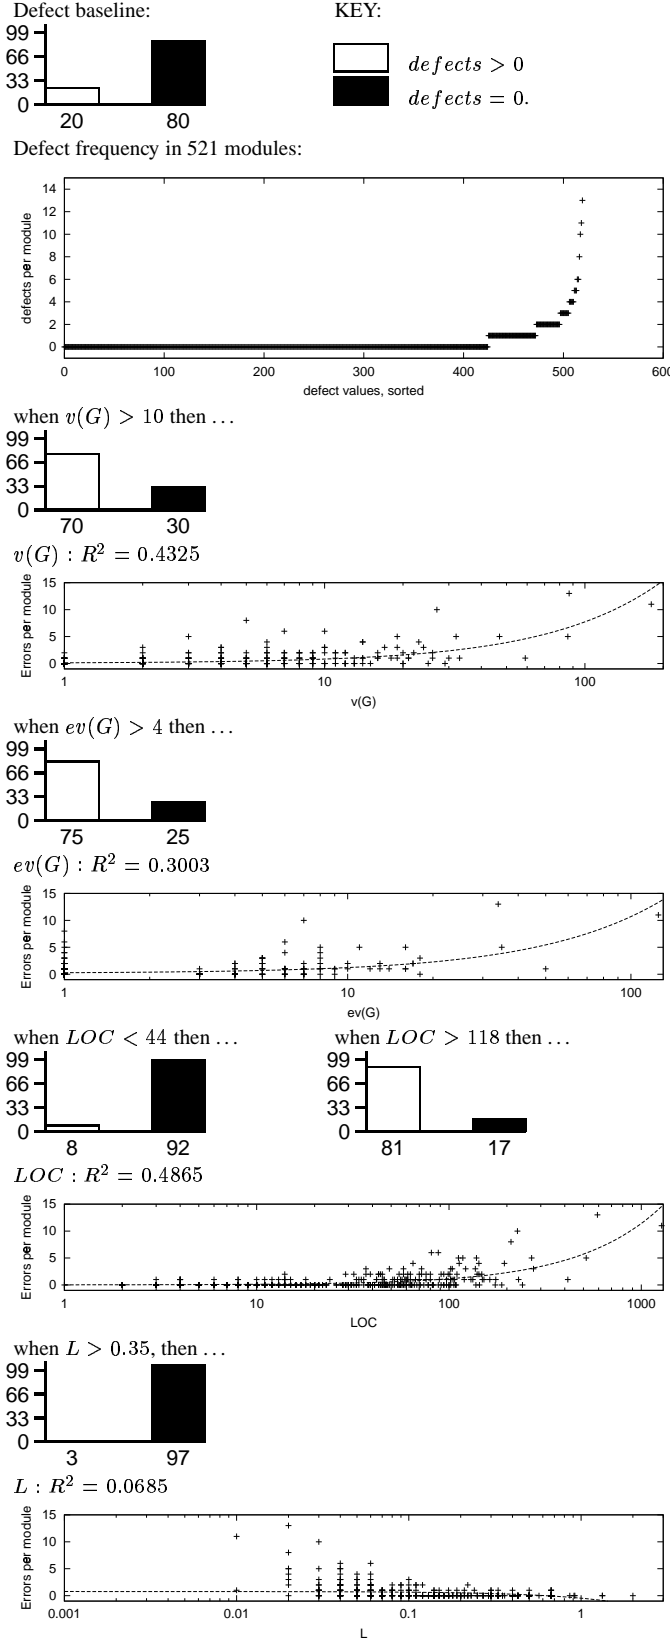 Defect baseline:
KEY:
99
66
33
0
20 80
defects > 0
defects = 0.
Defect frequency in 521 modules:
defects per module
14
12
10
8
6
4
2
0
0 100 200 300 400 500 600
defect values, sorted
when v(G) > 10 then ...
99
66
33
0
70 30
v(G) : R² = 0.4325
Errors per module
15
10
5
0
1 10 100
v(G)
when ev(G) > 4 then ...
99
66
33
0
75 25
ev(G) : R² = 0.3003
Errors per module
15
10
5
0
1 10 100
ev(G)
when LOC < 44 then ...
99
66
33
0
8 92
when LOC > 118 then ...
99
66
33
0
81 17
LOC : R² = 0.4865
Errors per module
15
10
5
0
1 10 100 1000
LOC
when L > 0.35, then ...
99
66
33
0
3 97
L : R² = 0.0685
Errors per module
15
10
5
0
0.001 0.01 0.1 1
L